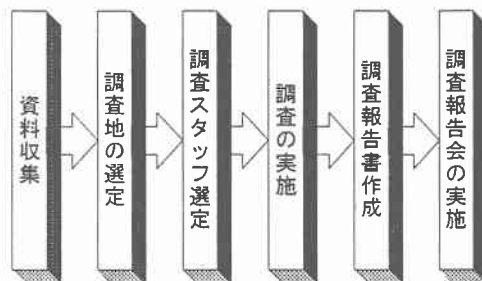 資料収集
調査地の選定
調査スタッフ選定
調査の実施
調査報告書作成
調査報告会の実施